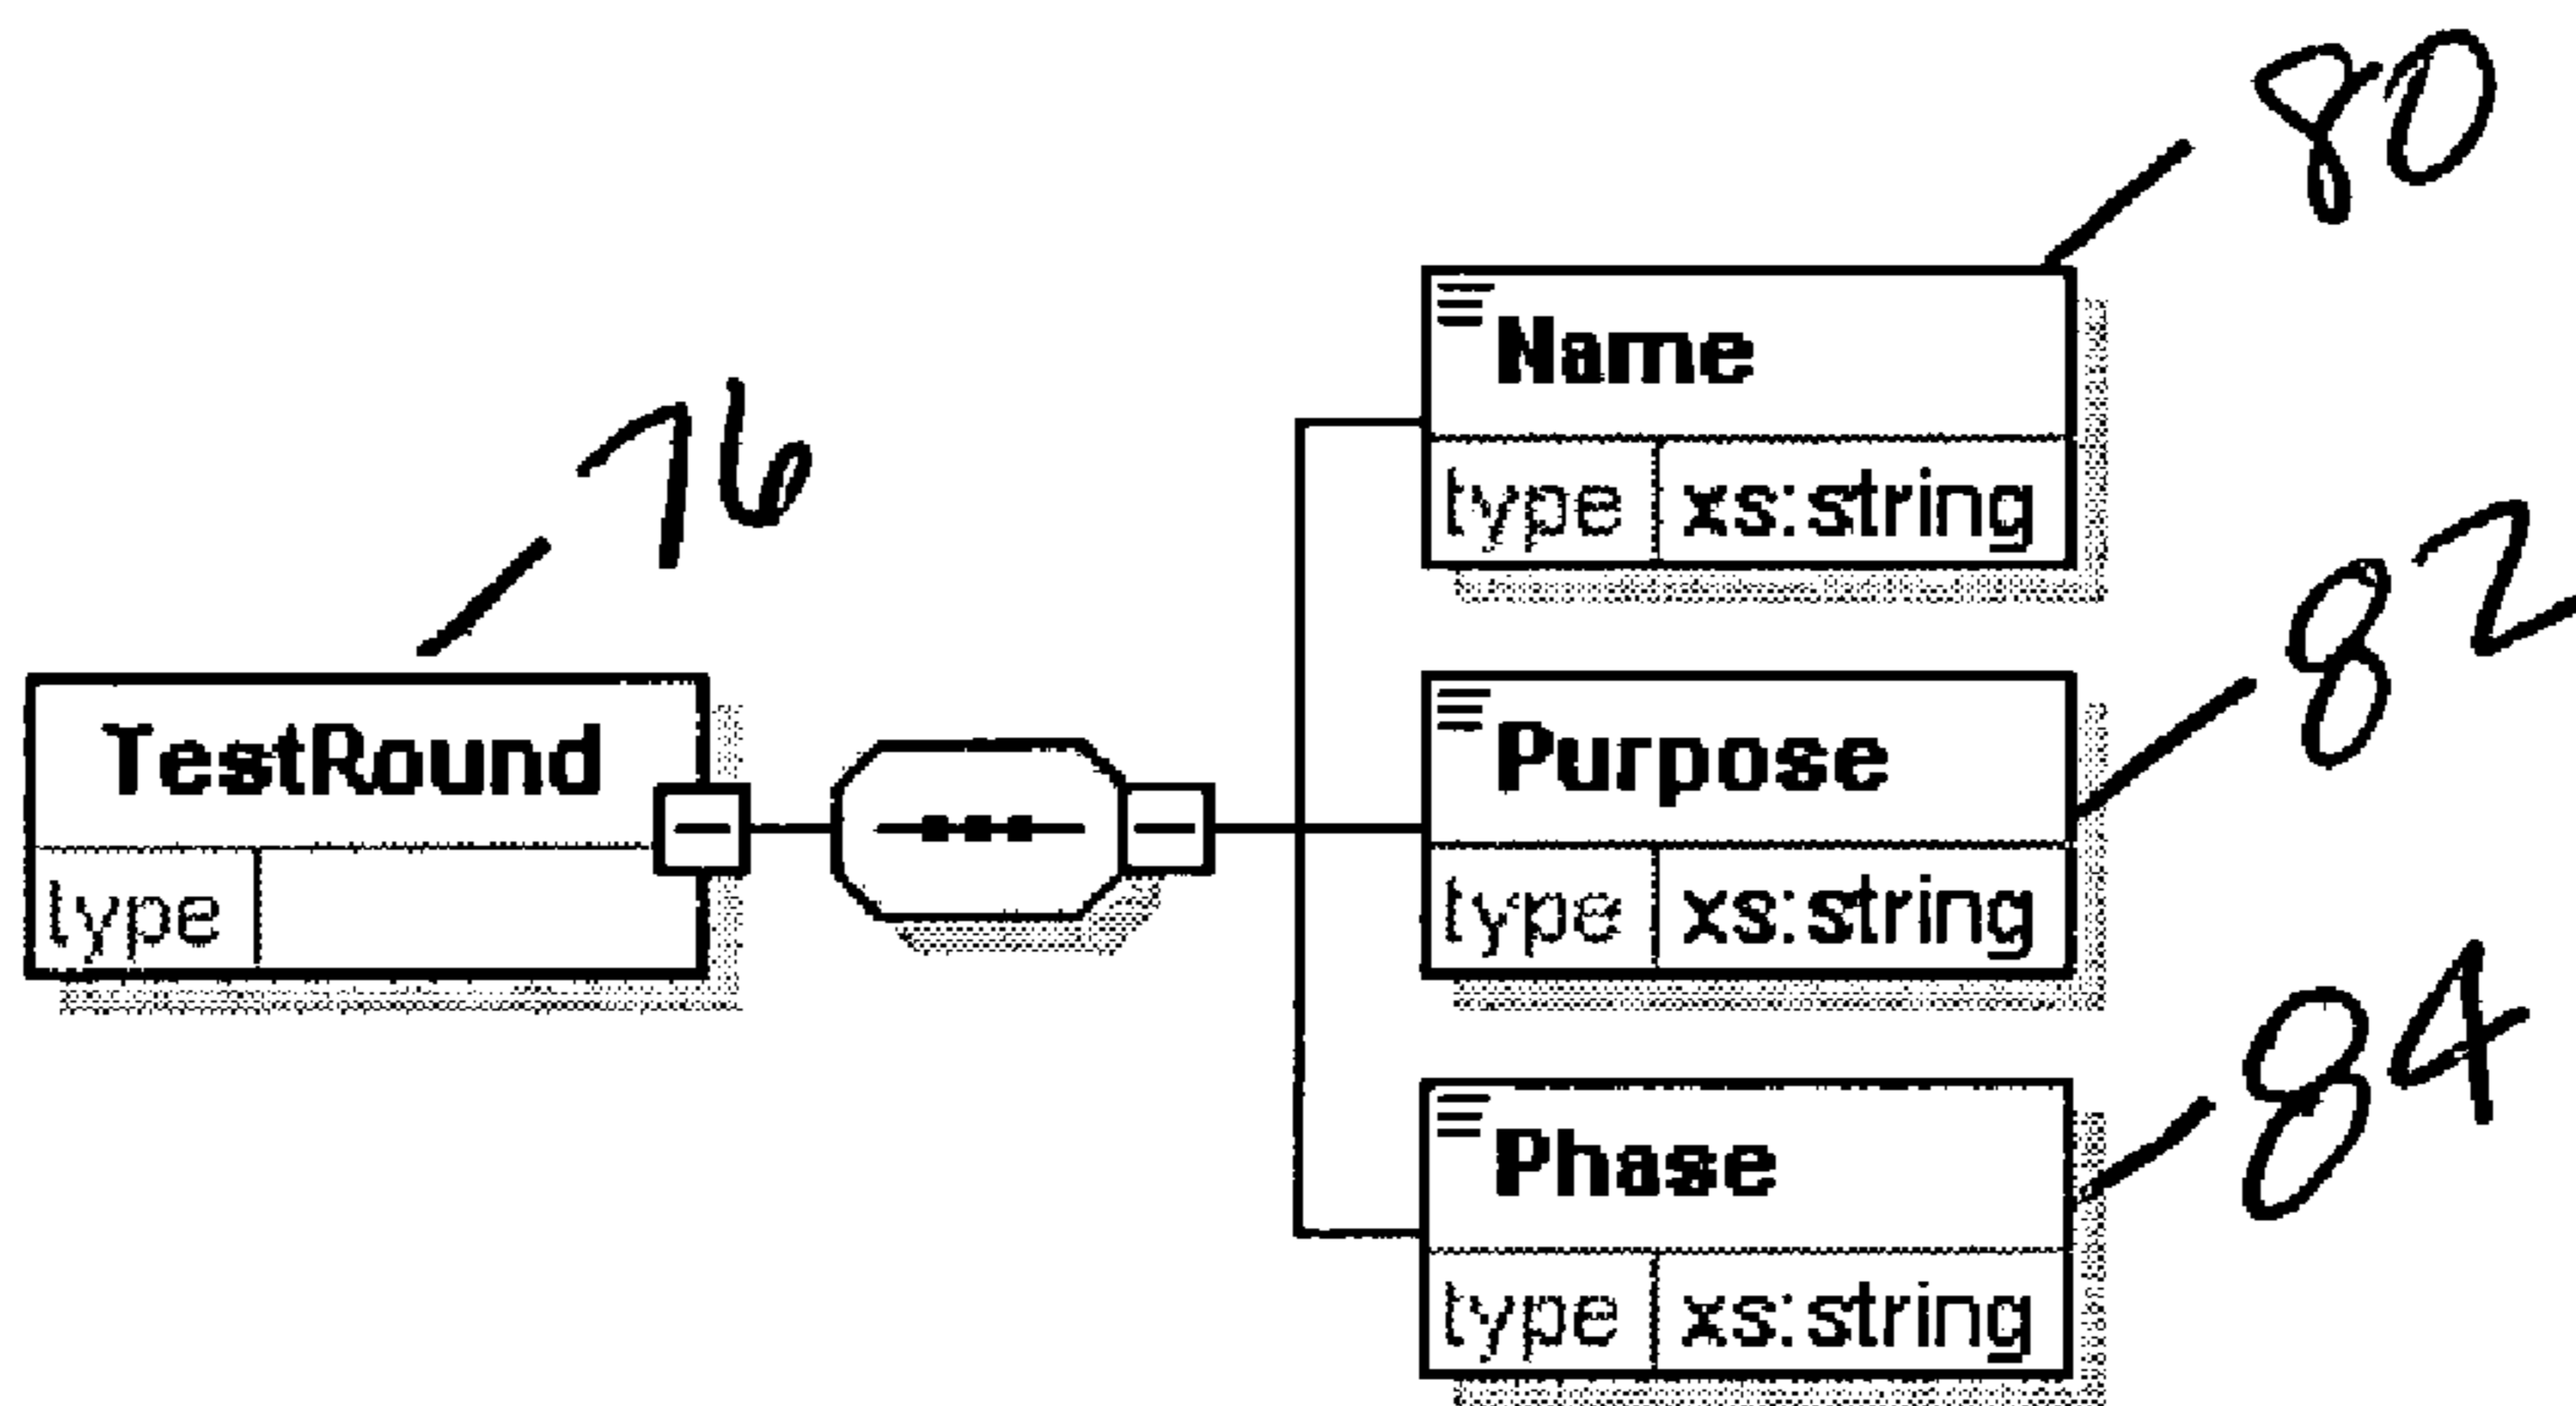 80
Name
type xs:string
76
82
TestRound
type
Purpose
type xs:string
84
Phase
type xs:string